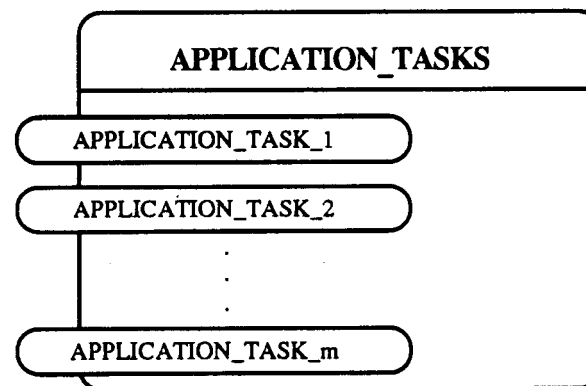 APPLICATION_TASKS
APPLICATION_TASK_1
APPLICATION_TASK_2
.
.
.
APPLICATION_TASK_m